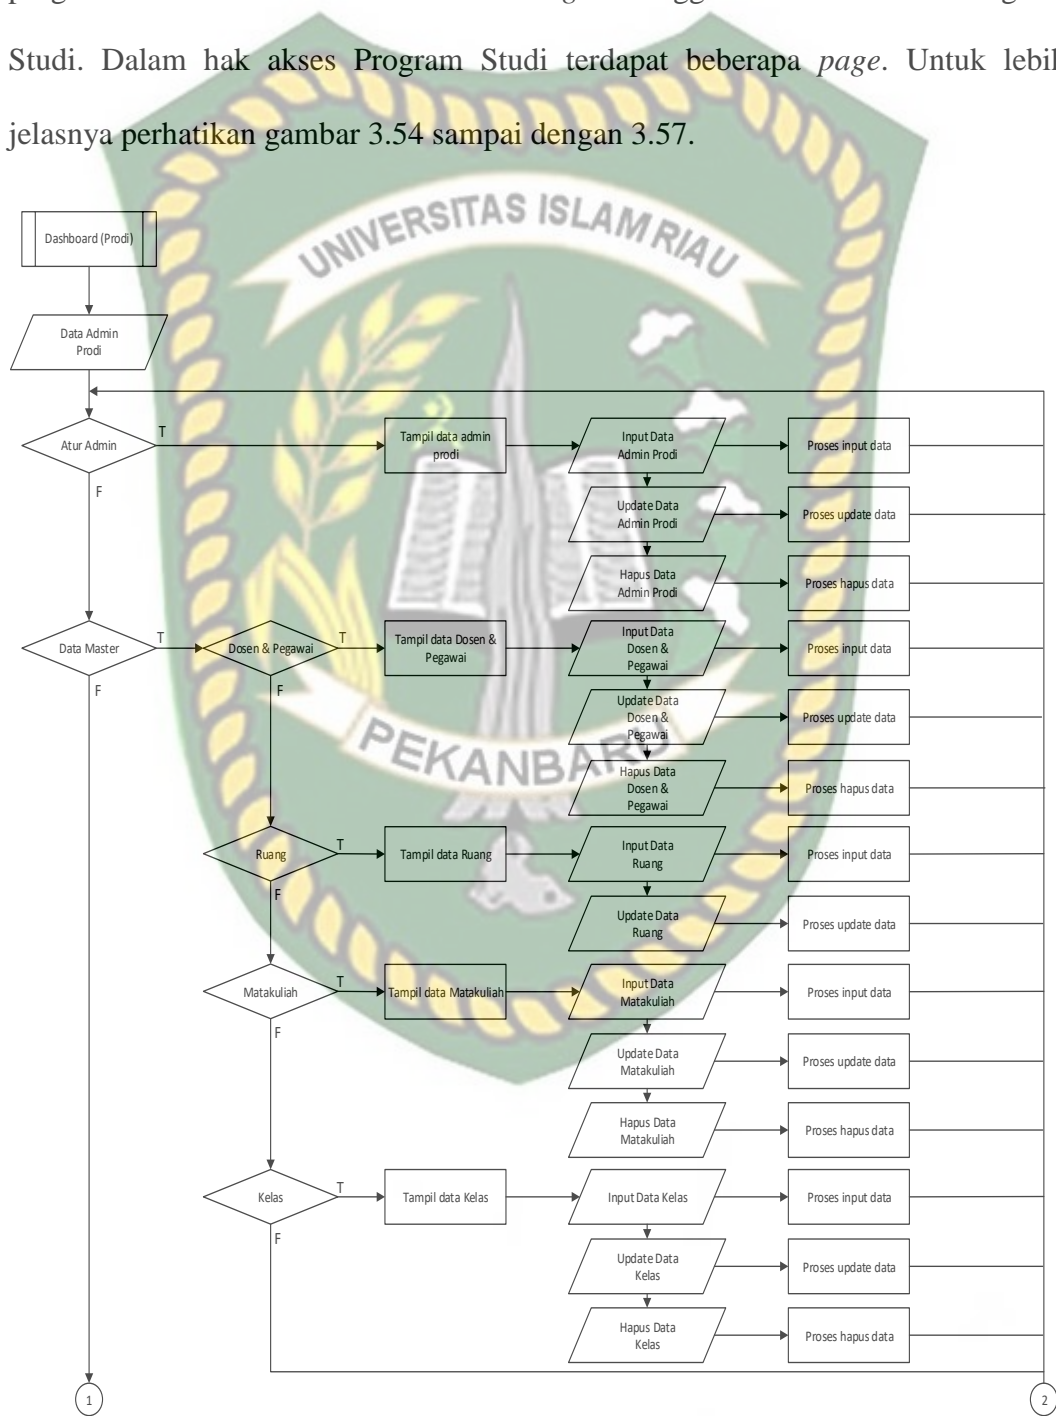 Studi. Dalam hak akses Program Studi terdapat beberapa page. Untuk lebih
jelasnya perhatikan gambar 3.54 sampai dengan 3.57.
UNIVERSITAS ISLAM RIAU
Dashboard (Prodi)
Data Admin
Prodi
Atur Admin
T
F
Tampil data admin
prodi
Input Data
Admin Prodi
Proses input data
Update Data
Admin Prodi
Proses update data
Hapus Data
Admin Prodi
Proses hapus data
Data Master
T
F
Dosen & Pegawai
T
F
Tampil data Dosen &
Pegawai
Input Data
Dosen &
Pegawai
Proses input data
Update Data
Dosen &
Pegawai
Proses update data
PEKANBARU
Hapus Data
Dosen &
Pegawai
Proses hapus data
Ruang
T
F
Tampil data Ruang
Input Data
Ruang
Proses input data
Update Data
Ruang
Proses update data
Matakuliah
T
F
Tampil data Matakuliah
Input Data
Matakuliah
Proses input data
Update Data
Matakuliah
Proses update data
Hapus Data
Matakuliah
Proses hapus data
Kelas
T
F
Tampil data Kelas
Input Data Kelas
Proses input data
Update Data
Kelas
Proses update data
Hapus Data
Kelas
Proses hapus data
1
2